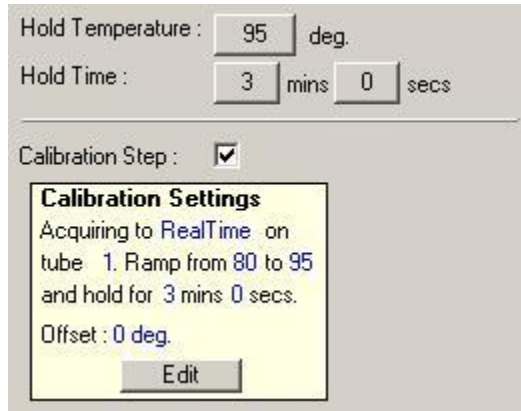 Hold Temperature : 95 deg.
Hold Time : 3 mins 0 secs
Calibration Step :
Calibration Settings
Acquiring to RealTime on
tube 1. Ramp from 80 to 95
and hold for 3 mins 0 secs.
Offset : 0 deg.
Edit